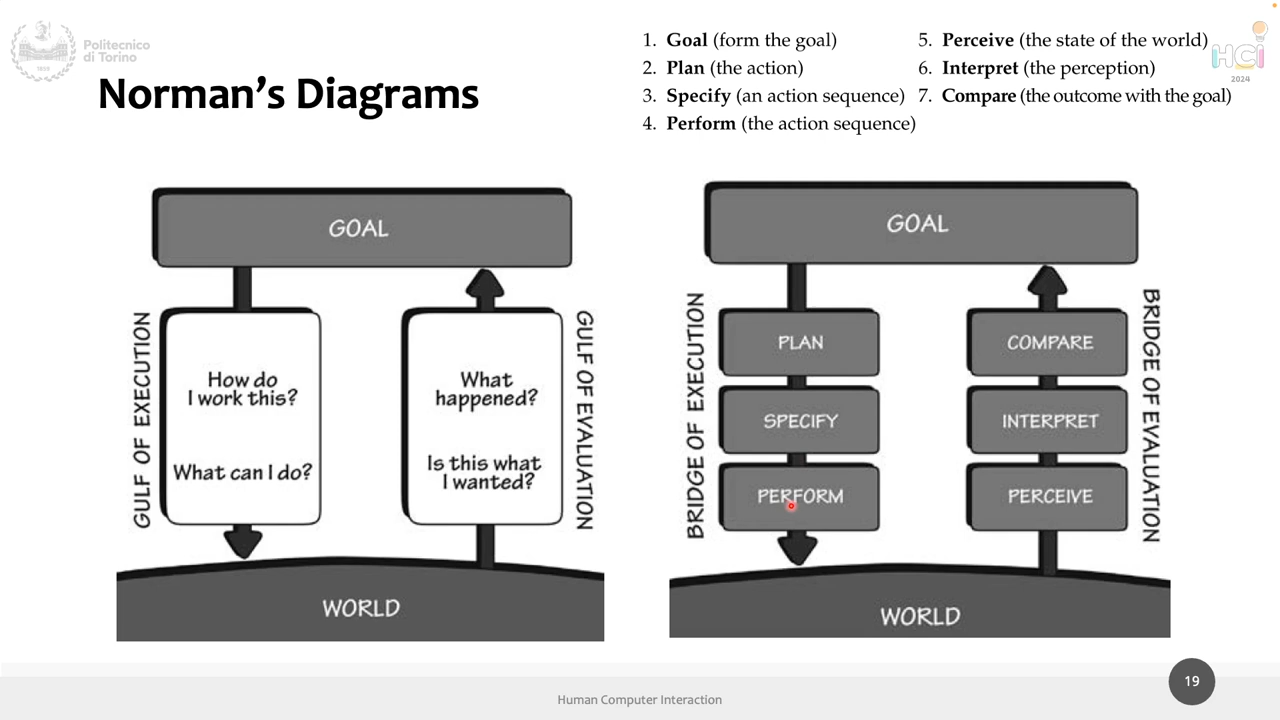 Politecnico
di Torino
1859
Norman's Diagrams
1. Goal (form the goal)
2. Plan (the action)
3. Specify (an action sequence)
4. Perform (the action sequence)
5. Perceive (the state of the world)
6. Interpret (the perception)
7. Compare (the outcome with the goal)
HCI
2024
GOAL
GULF OF EXECUTION
How do
I work this?
What can I do?
What
happened?
Is this what
I wanted?
GULF OF EVALUATION
WORLD
GOAL
BRIDGE OF EXECUTION
PLAN
SPECIFY
PERFORM
COMPARE
INTERPRET
PERCEIVE
BRIDGE OF EVALUATION
WORLD
Human Computer Interaction
19